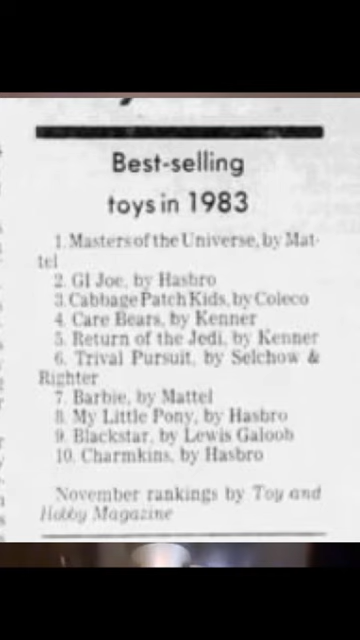 Best-selling
toys in 1983
1. Masters of the Universe, by Mat-
tel
2. GI Joe, by Hasbro
3. Cabbage Patch Kids, by Coleco
4. Care Bears, by Kenner
5. Return of the Jedi, by Kenner
6. Trival Pursuit, by Selchow &
Righter
7. Barbie, by Mattel
8. My Little Pony, by Hasbro
9. Blackstar, by Lewis Galoob
10. Charmkins, by Hasbro
November rankings by Toy and
Hobby Magazine